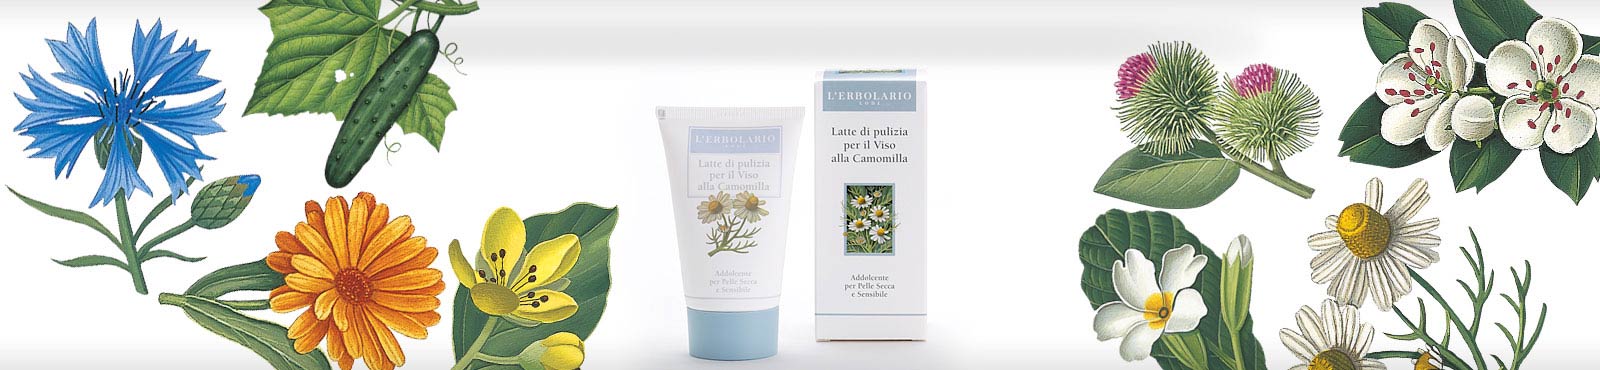 L'ERBOLARIO
LODI
Latte di pulizia
per il Viso
alla Camomilla
Addolcente
per Pelle Secca
e Sensibile
L'ERBOLARIO
LODI
Latte di pulizia
per il Viso
alla Camomilla
Addolcente
per Pelle Secca
e Sensibile